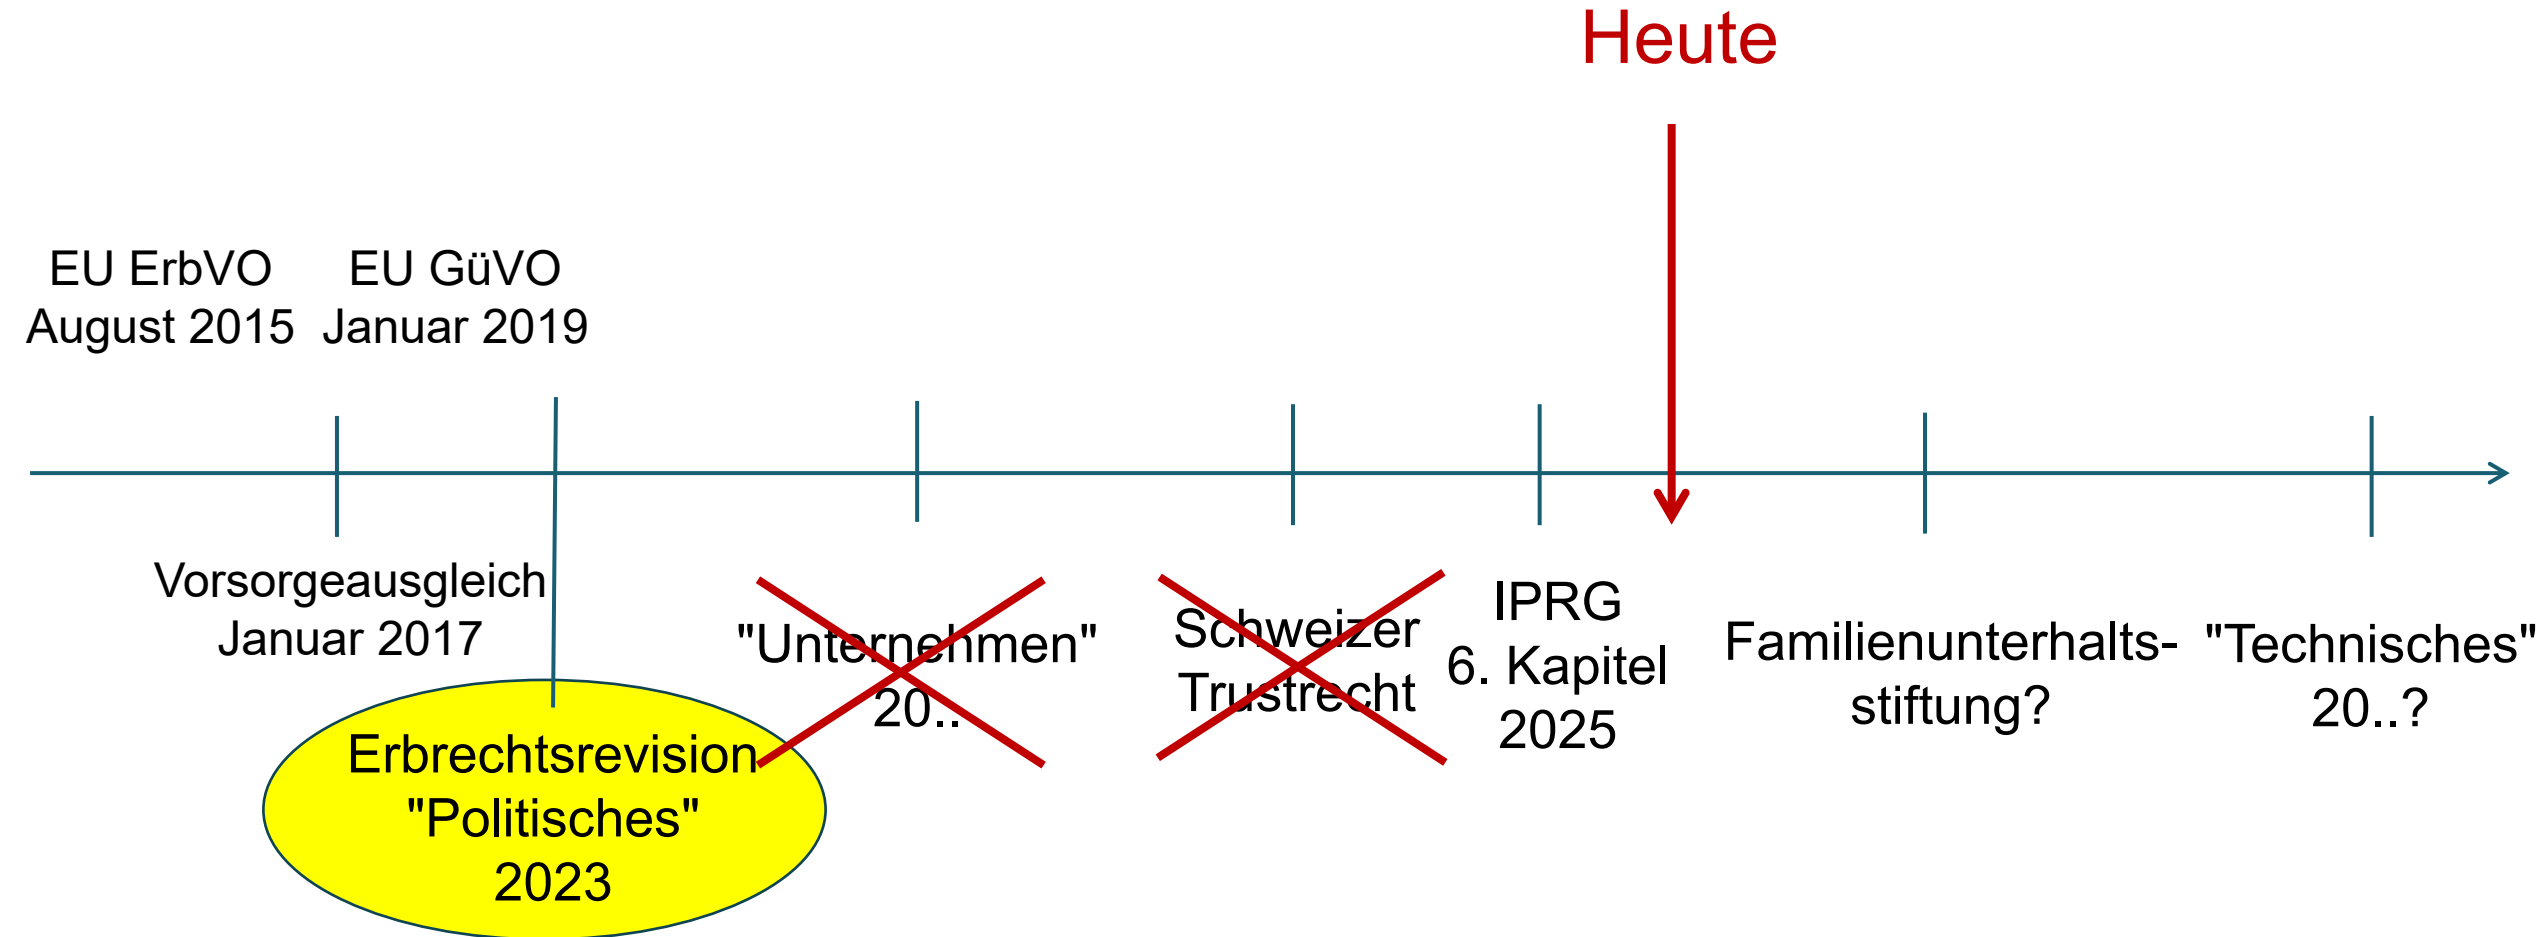 Heute
EU ErbVO
August 2015
EU GüVO
Januar 2019
Vorsorgeausgleich
Januar 2017
Erbrechtsrevision
"Politisches"
2023
"Unternehmen"
20..
Schweizer
Trustrecht
IPRG
6. Kapitel
2025
Familienunterhalts-
stiftung?
"Technisches"
20..?